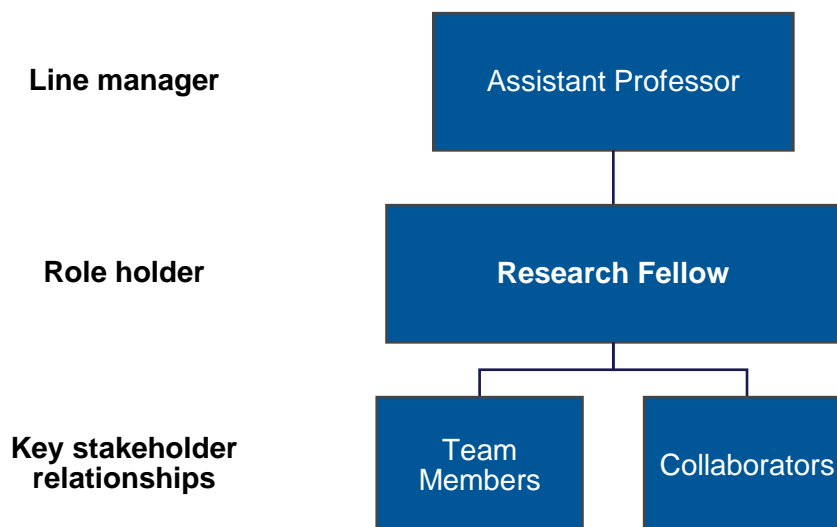 Line manager
Assistant Professor
Role holder
Research Fellow
Key stakeholder
relationships
Team
Members
Collaborators